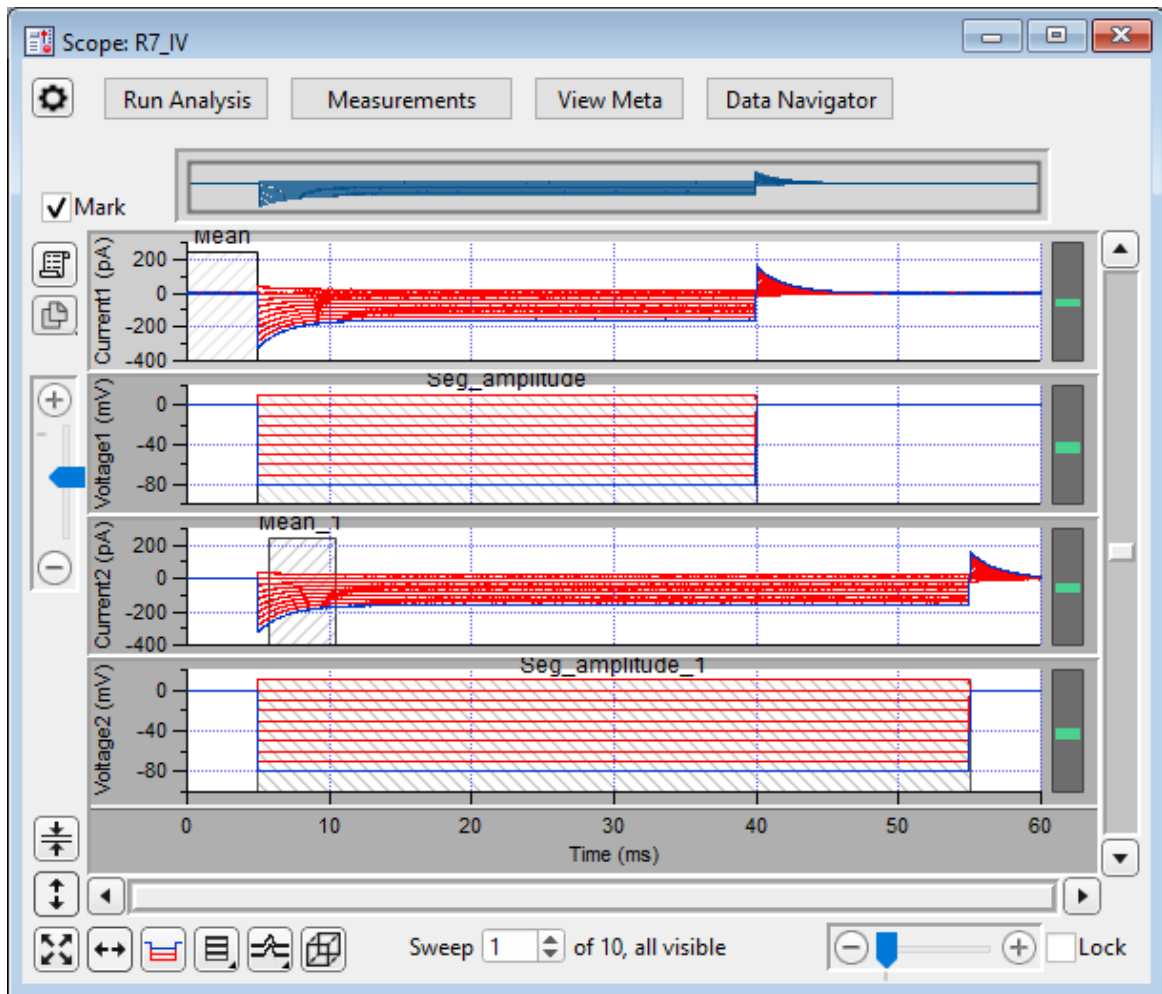 Scope: R7_IV
Run Analysis Measurements View Meta Data Navigator
Mark
Mean
Current1 (pA)
200
0
-200
-400
Seg_amplitude
Voltage1 (mV)
0
-40
-80
Mean_1
Current2 (pA)
200
0
-200
-400
Seg_amplitude_1
Voltage2 (mV)
0
-40
-80
0 10 20 30 40 50 60
Time (ms)
Sweep 1 of 10, all visible
Lock